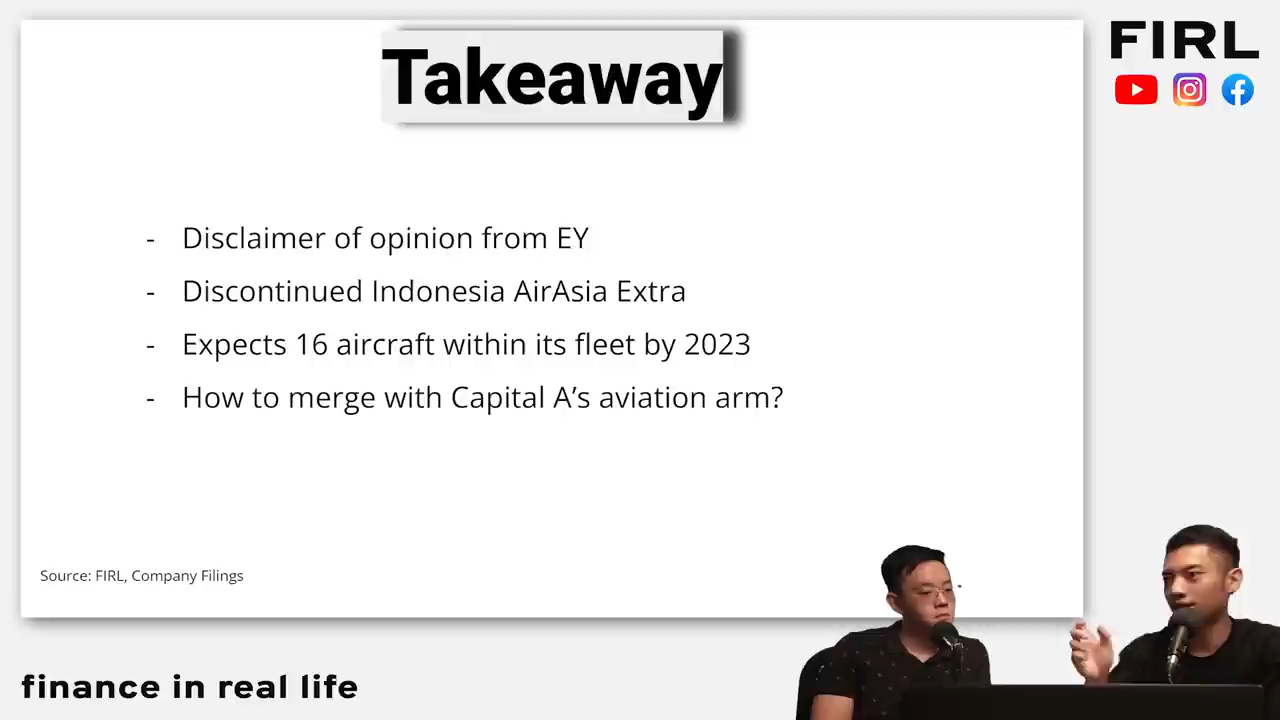 Takeaway
FIRL
- Disclaimer of opinion from EY
- Discontinued Indonesia AirAsia Extra
- Expects 16 aircraft within its fleet by 2023
- How to merge with Capital A’s aviation arm?
Source: FIRL, Company Filings
finance in real life